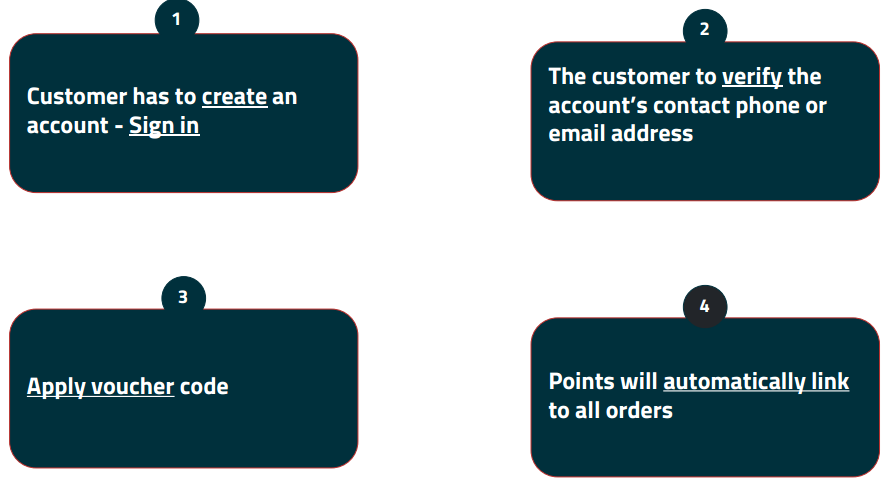 1
Customer has to create an
account - Sign in
2
The customer to verify the
account’s contact phone or
email address
3
Apply voucher code
4
Points will automatically link
to all orders